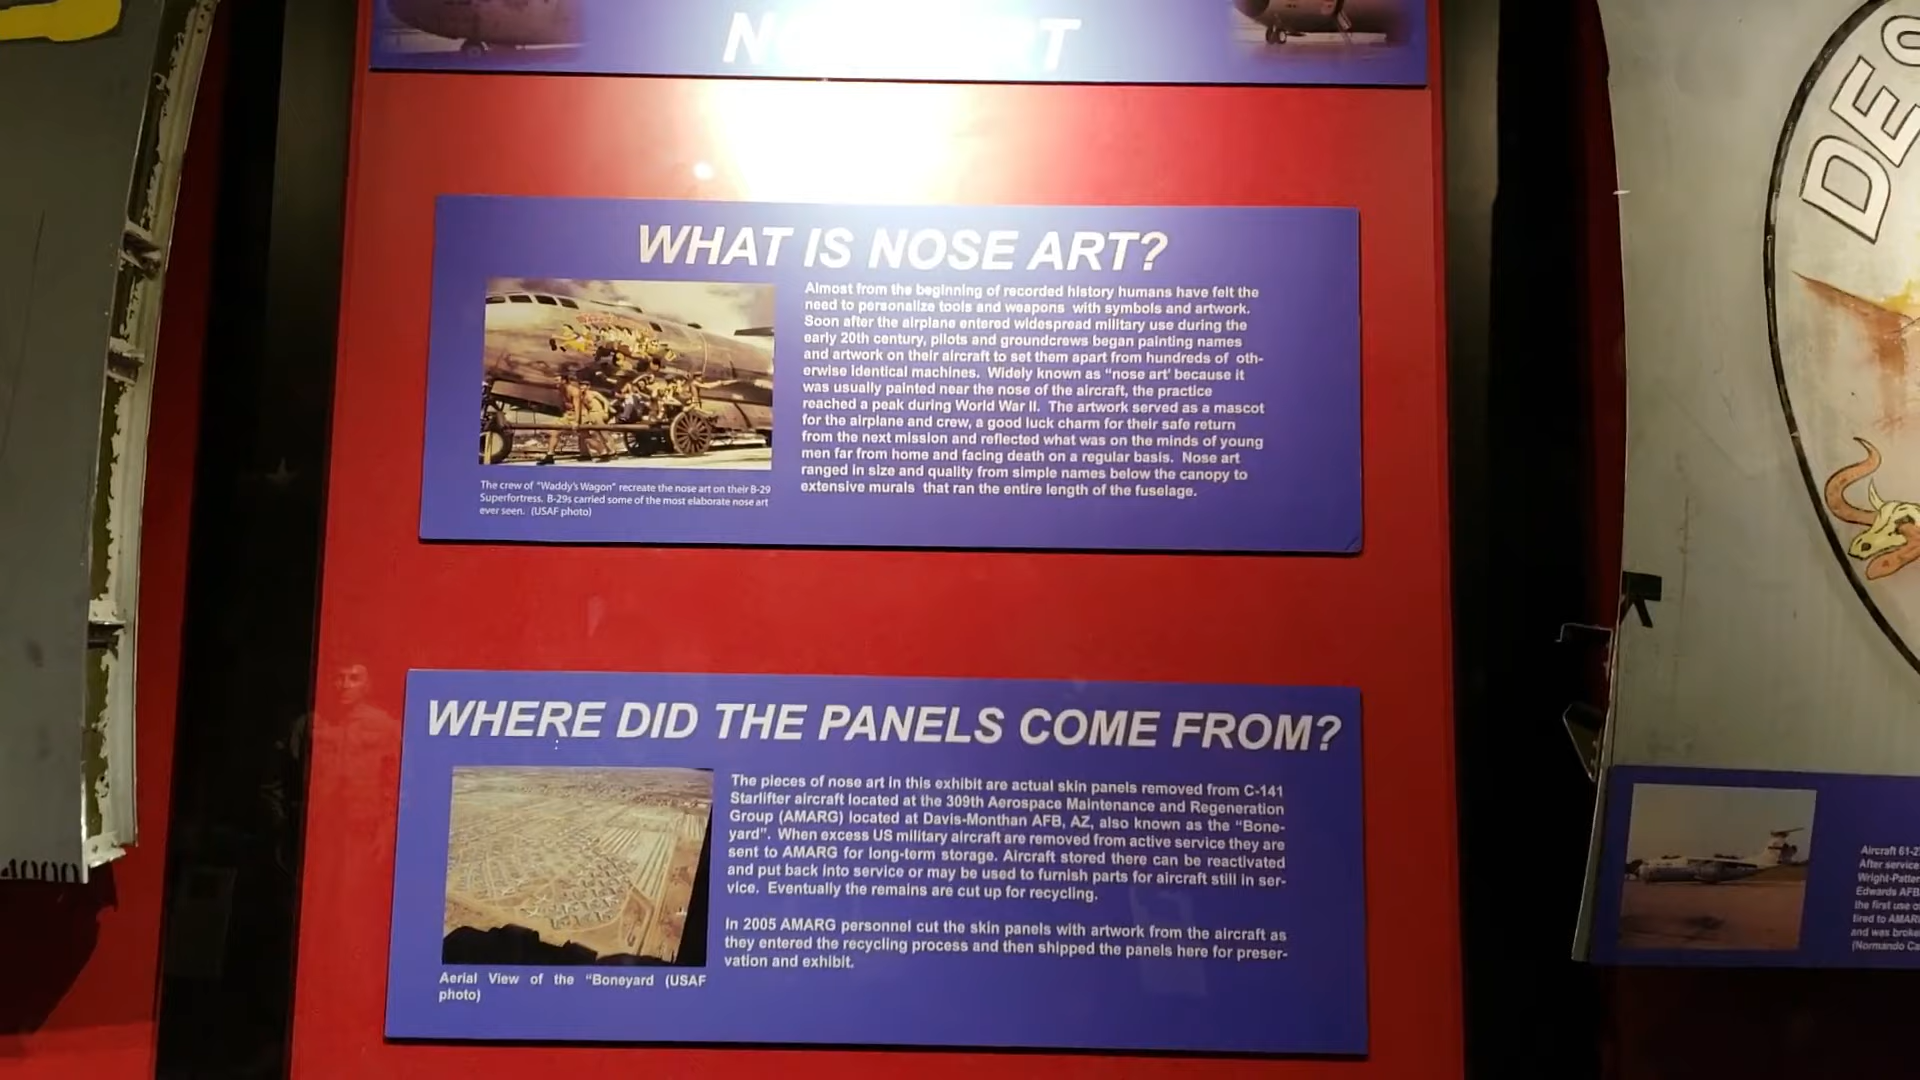 WHAT IS NOSE ART?
Almost from the beginning of recorded history humans have felt the
need to personalize tools and weapons with symbols and artwork.
Soon after the airplane entered widespread military use during the
early 20th century, pilots and groundcrews began painting names
and artwork on their aircraft to set them apart from hundreds of oth-
erwise identical machines. Widely known as "nose art' because it
was usually painted near the nose of the aircraft, the practice
reached a peak during World War II. The artwork served as a mascot
for the airplane and crew, a good luck charm for their safe return
from the next mission and reflected what was on the minds of young
men far from home and facing death on a regular basis. Nose art
ranged in size and quality from simple names below the canopy to
extensive murals that ran the entire length of the fuselage.
The crew of "Waddy's Wagon" recreate the nose art on their B-29
Superfortress. B-29s carried some of the most elaborate nose art
ever seen. (USAF photo)
WHERE DID THE PANELS COME FROM?
The pieces of nose art in this exhibit are actual skin panels removed from C-141
Starlifter aircraft located at the 309th Aerospace Maintenance and Regeneration
Group (AMARG) located at Davis-Monthan AFB, AZ, also known as the "Bone-
yard". When excess US military aircraft are removed from active service they are
sent to AMARG for long-term storage. Aircraft stored there can be reactivated
and put back into service or may be used to furnish parts for aircraft still in ser-
vice. Eventually the remains are cut up for recycling.
In 2005 AMARG personnel cut the skin panels with artwork from the aircraft as
they entered the recycling process and then shipped the panels here for preser-
vation and exhibit.
Aerial View of the "Boneyard (USAF
photo)
Aircraft
After service
Edwards AFB
the first use
and was